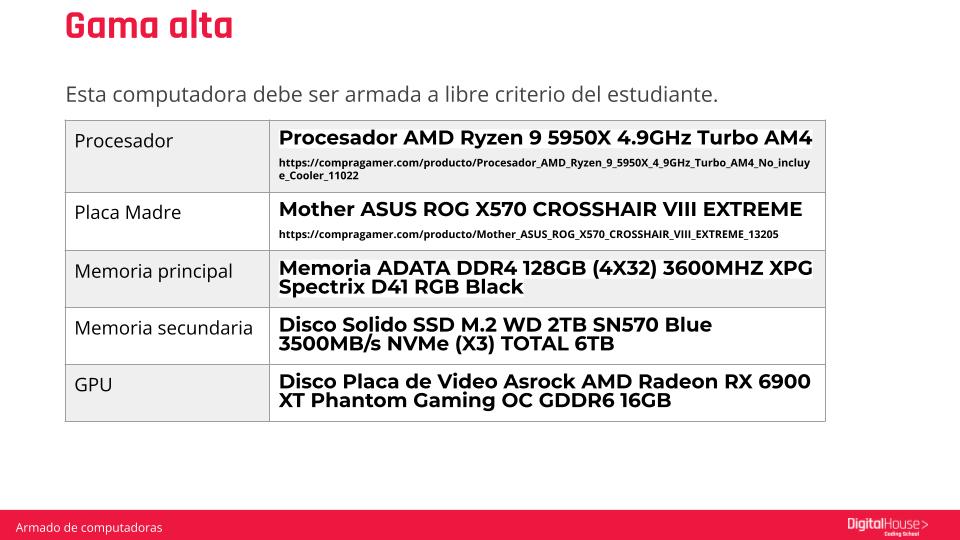 Gama alta
Esta computadora debe ser armada a libre criterio del estudiante.
Procesador
Procesador AMD Ryzen 9 5950X 4.9GHz Turbo AM4
https://compragamer.com/producto/Procesador_AMD_Ryzen_9_5950X_4_9GHz_Turbo_AM4_No_incluy
e_Cooler_11022
Placa Madre
Mother ASUS ROG X570 CROSSHAIR VIII EXTREME
https://compragamer.com/producto/Mother_ASUS_ROG_X570_CROSSHAIR_VIII_EXTREME_13205
Memoria principal
Memoria ADATA DDR4 128GB (4X32) 3600MHZ XPG
Spectrix D41 RGB Black
Memoria secundaria
Disco Solido SSD M.2 WD 2TB SN570 Blue
3500MB/s NVMe (X3) TOTAL 6TB
GPU
Disco Placa de Video Asrock AMD Radeon RX 6900
XT Phantom Gaming OC GDDR6 16GB
Armado de computadoras
DigitalHouse>
Coding School